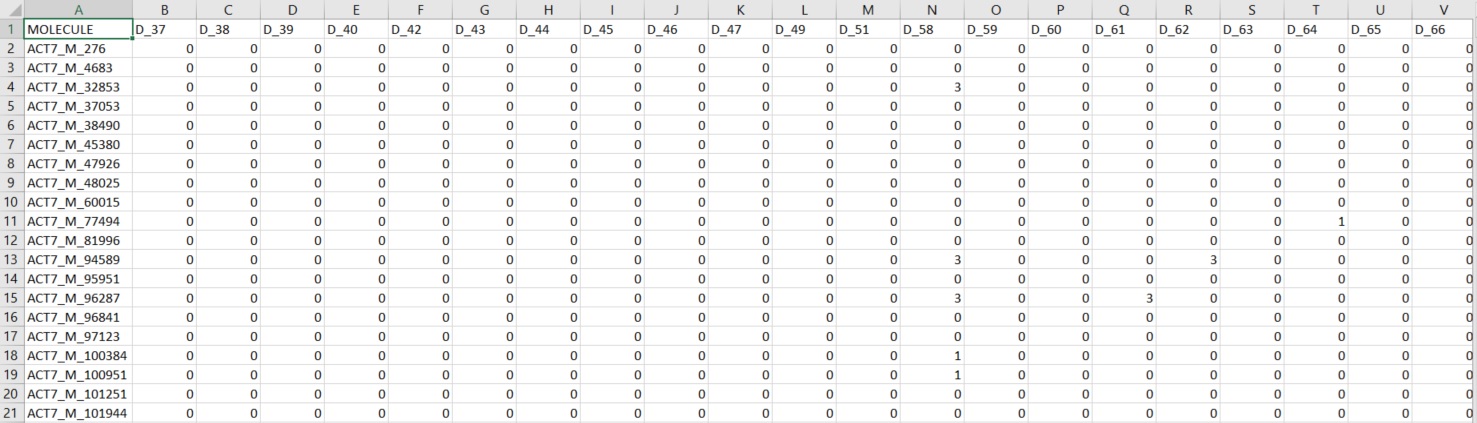 A B C D E F G H I J K L M N O P Q R S T U V
1 MOLECULE D_37 D_38 D_39 D_40 D_42 D_43 D_44 D_45 D_46 D_47 D_49 D_51 D_58 D_59 D_60 D_61 D_62 D_63 D_64 D_65 D_66
2 ACT7_M_276 0 0 0 0 0 0 0 0 0 0 0 0 0 0 0 0 0 0 0 0 0
3 ACT7_M_4683 0 0 0 0 0 0 0 0 0 0 0 0 0 0 0 0 0 0 0 0 0
4 ACT7_M_32853 0 0 0 0 0 0 0 0 0 0 0 0 3 0 0 0 0 0 0 0 0
5 ACT7_M_37053 0 0 0 0 0 0 0 0 0 0 0 0 0 0 0 0 0 0 0 0 0
6 ACT7_M_38490 0 0 0 0 0 0 0 0 0 0 0 0 0 0 0 0 0 0 0 0 0
7 ACT7_M_45380 0 0 0 0 0 0 0 0 0 0 0 0 0 0 0 0 0 0 0 0 0
8 ACT7_M_47926 0 0 0 0 0 0 0 0 0 0 0 0 0 0 0 0 0 0 0 0 0
9 ACT7_M_48025 0 0 0 0 0 0 0 0 0 0 0 0 0 0 0 0 0 0 0 0 0
10 ACT7_M_60015 0 0 0 0 0 0 0 0 0 0 0 0 0 0 0 0 0 0 0 0 0
11 ACT7_M_77494 0 0 0 0 0 0 0 0 0 0 0 0 0 0 0 0 0 0 1 0 0
12 ACT7_M_81996 0 0 0 0 0 0 0 0 0 0 0 0 0 0 0 0 0 0 0 0 0
13 ACT7_M_94589 0 0 0 0 0 0 0 0 0 0 0 0 3 0 0 0 3 0 0 0 0
14 ACT7_M_95951 0 0 0 0 0 0 0 0 0 0 0 0 0 0 0 0 0 0 0 0 0
15 ACT7_M_96287 0 0 0 0 0 0 0 0 0 0 0 0 3 0 0 3 0 0 0 0 0
16 ACT7_M_96841 0 0 0 0 0 0 0 0 0 0 0 0 0 0 0 0 0 0 0 0 0
17 ACT7_M_97123 0 0 0 0 0 0 0 0 0 0 0 0 0 0 0 0 0 0 0 0 0
18 ACT7_M_100384 0 0 0 0 0 0 0 0 0 0 0 0 1 0 0 0 0 0 0 0 0
19 ACT7_M_100951 0 0 0 0 0 0 0 0 0 0 0 0 1 0 0 0 0 0 0 0 0
20 ACT7_M_101251 0 0 0 0 0 0 0 0 0 0 0 0 0 0 0 0 0 0 0 0 0
21 ACT7_M_101944 0 0 0 0 0 0 0 0 0 0 0 0 0 0 0 0 0 0 0 0 0